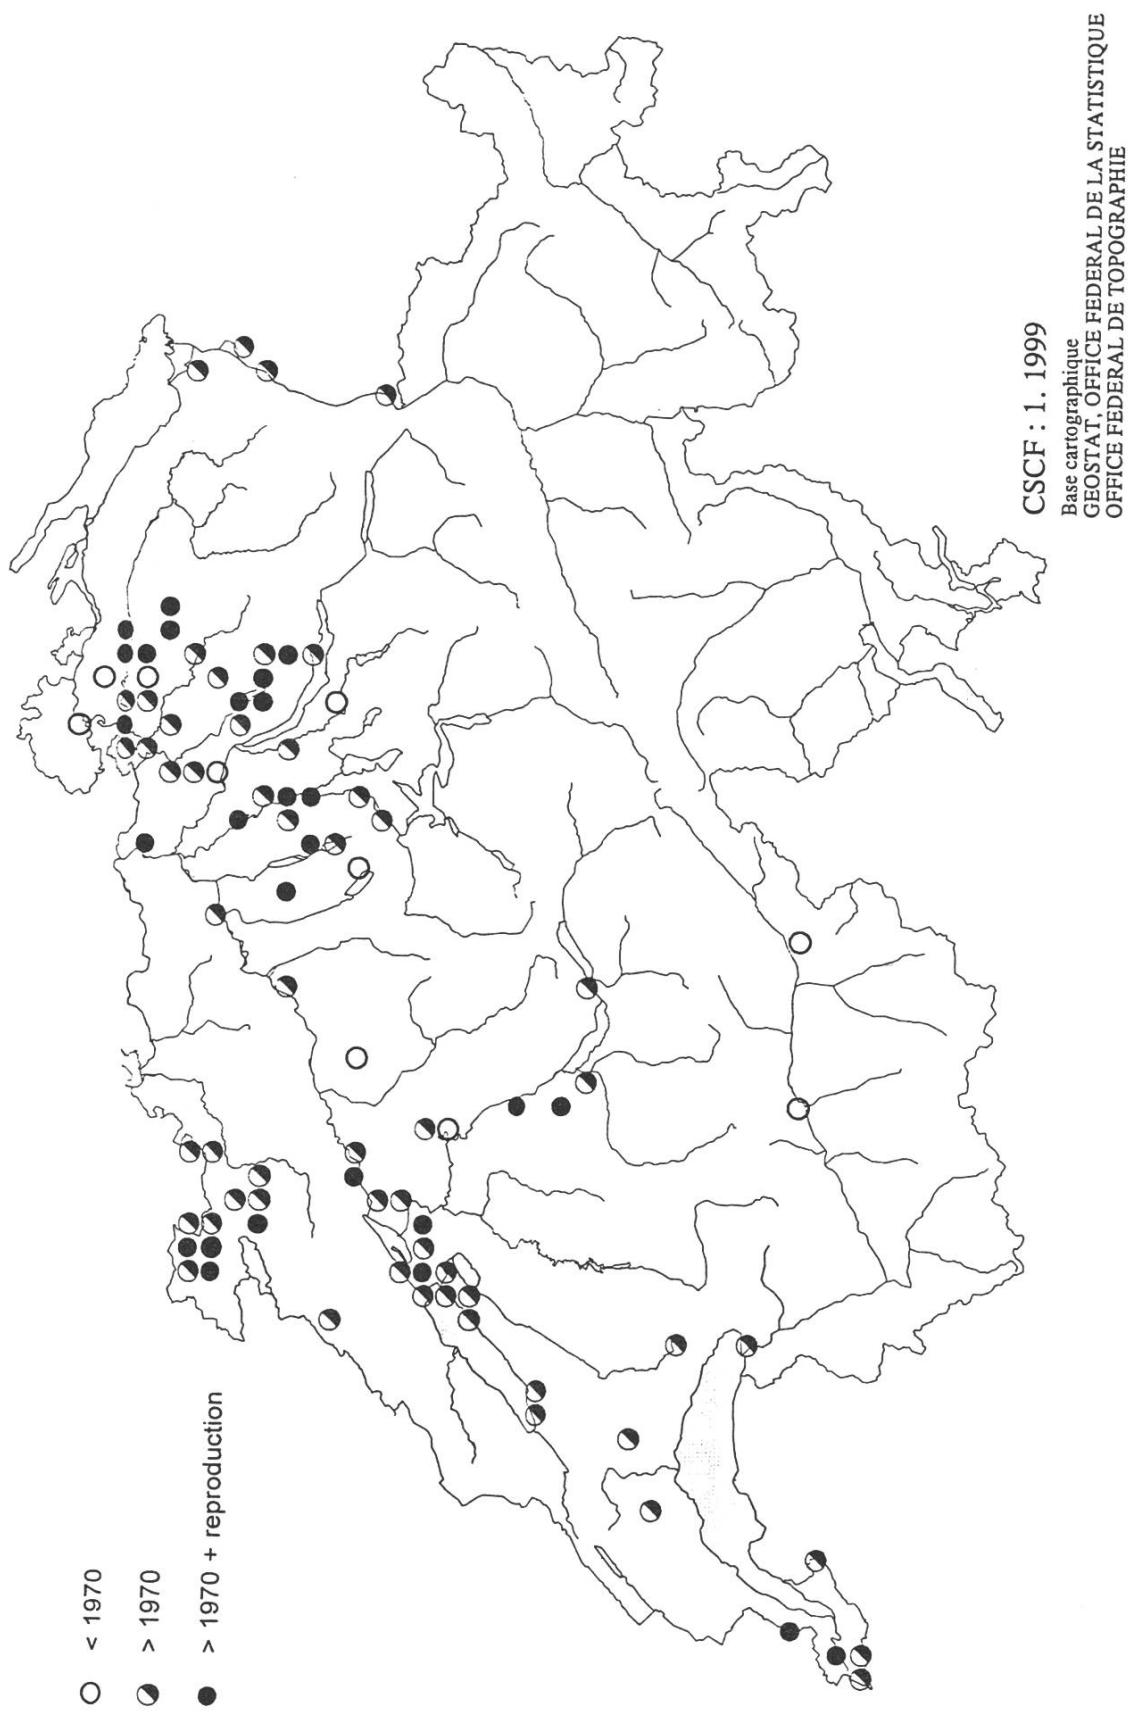 < 1970
> 1970
> 1970 + reproduction
CSCF : 1. 1999
Base cartographique
GEOSTAT, OFFICE FEDERAL DE LA STATISTIQUE
OFFICE FEDERAL DE TOPOGRAPHIE